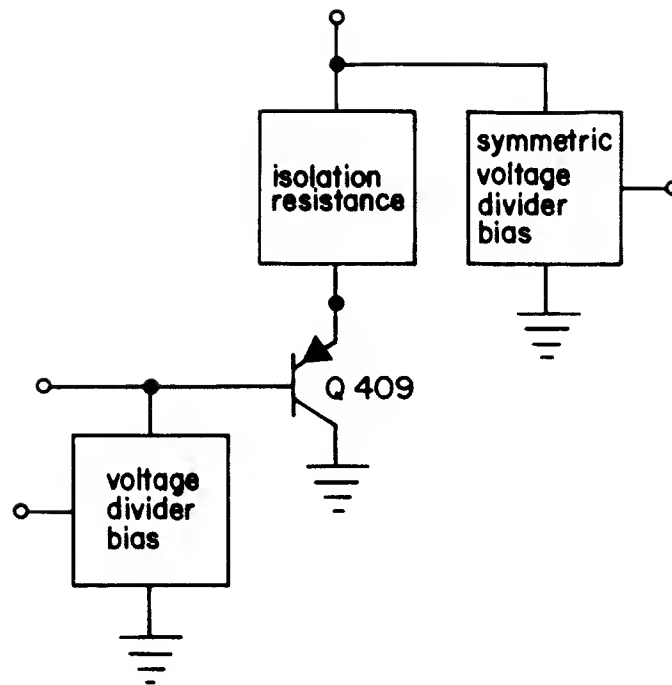 isolation
resistance
symmetric
voltage
divider
bias
Q 409
voltage
divider
bias